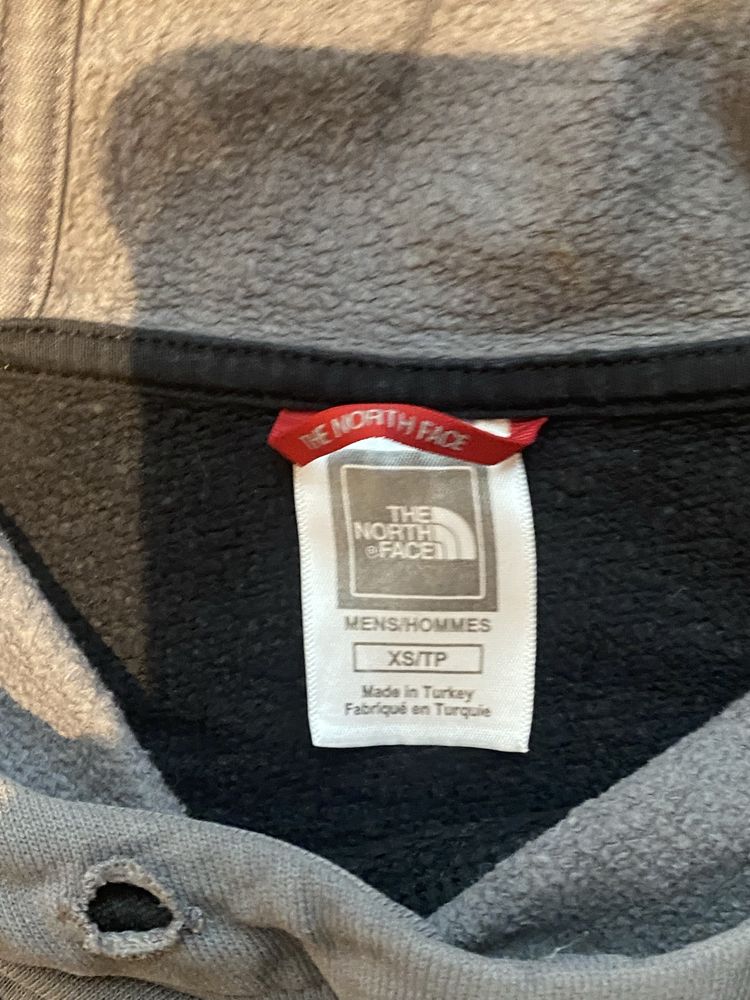 THE NORTH FACE
THE
NORTH
®FACE
MENS/HOMMES
XS/TP
Made in Turkey
Fabriqué en Turquie